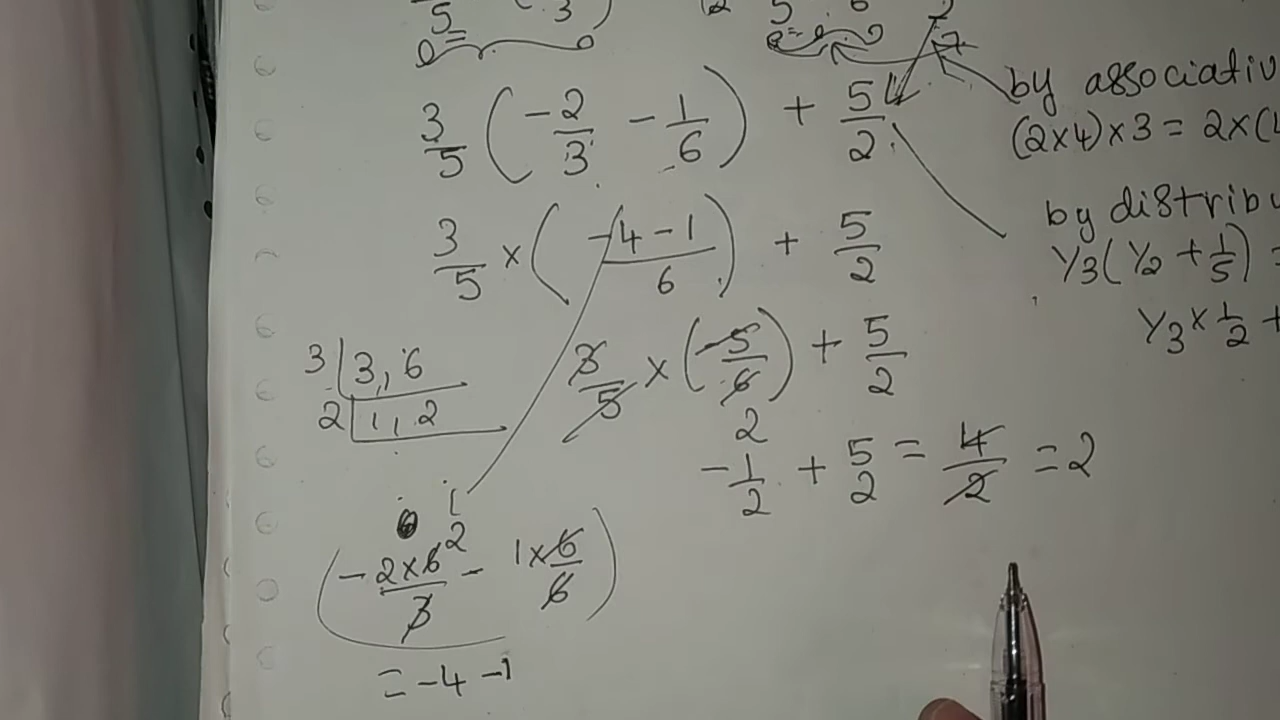 3/5 ( -2/3 - 1/6 ) + 5/2
by associativ
(2x4)x3 = 2x(
3/5 x ( -4-1/6 ) + 5/2
by distribu
1/3 ( 1/2 + 1/5 ) =
1/3 x 1/2 +
3 | 3, 6
2 | 1, 2
3/5 x ( -5/6 ) + 5/2
2
-1/2 + 5/2 = 4/2 = 2
( - 2x6/3 2 - 1x6/6 )
= -4 -1